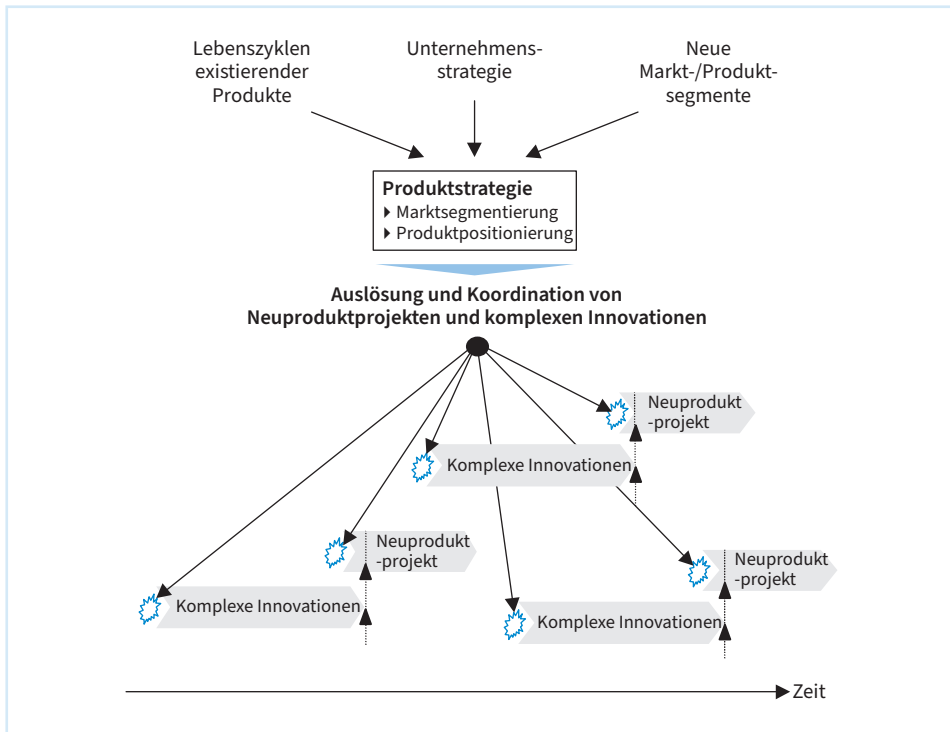 Lebenszyklen
existierender
Produkte
Unternehmens-
strategie
Neue
Markt-/Produkt-
segmente
Produktstrategie
Marktsegmentierung
Produktpositionierung
Auslösung und Koordination von
Neuproduktprojekten und komplexen Innovationen
Neuprodukt
-projekt
Komplexe Innovationen
Neuprodukt
-projekt
Neuprodukt
-projekt
Komplexe Innovationen
Komplexe Innovationen
Zeit